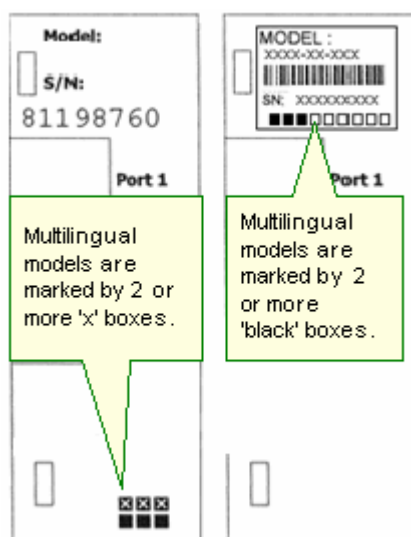 Model:
S/N:
81198760
Port 1
Multilingual
models are
marked by 2 or
more 'x' boxes.
MODEL :
XXXX-XX-XXX
SN: XXXXXXXXXX
Port 1
Multilingual
models are
marked by 2
or more
'black' boxes.